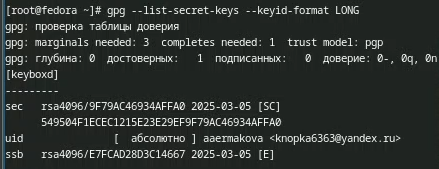 [root@fedora ~]# gpg --list-secret-keys --keyid-format LONG
gpg: проверка таблицы доверия
gpg: marginals needed: 3  completes needed: 1  trust model: pgp
gpg: глубина: 0  достоверных:   1  подписанных:   0  доверие: 0-, 0q, 0n
[keyboxd]
---------
sec   rsa4096/9F79AC46934AFFA0 2025-03-05 [SC]
      549504F1ECEC1215E23E29EF9F79AC46934AFFA0
uid              [  абсолютно ] aaermakova <knopka6363@yandex.ru>
ssb   rsa4096/E7FCAD28D3C14667 2025-03-05 [E]